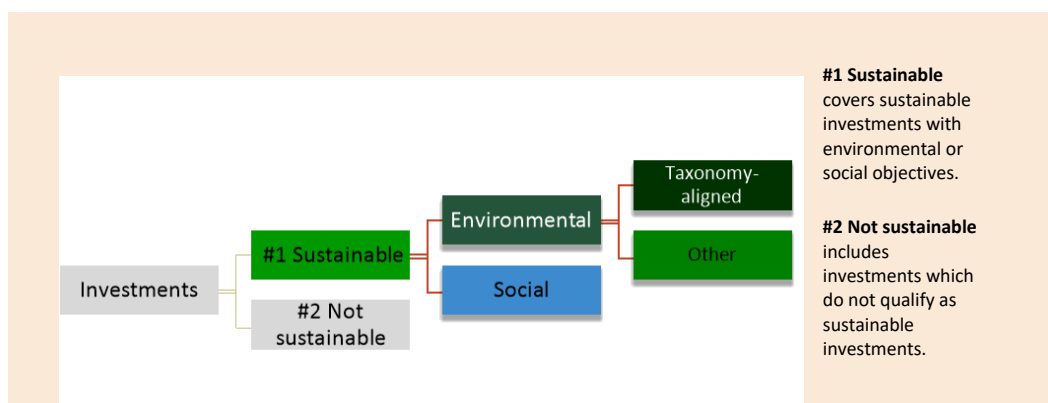 Investments
#1 Sustainable
#2 Not
sustainable
Environmental
Social
Taxonomy-
aligned
Other
#1 Sustainable
covers sustainable
investments with
environmental or
social objectives.
#2 Not sustainable
includes
investments which
do not qualify as
sustainable
investments.